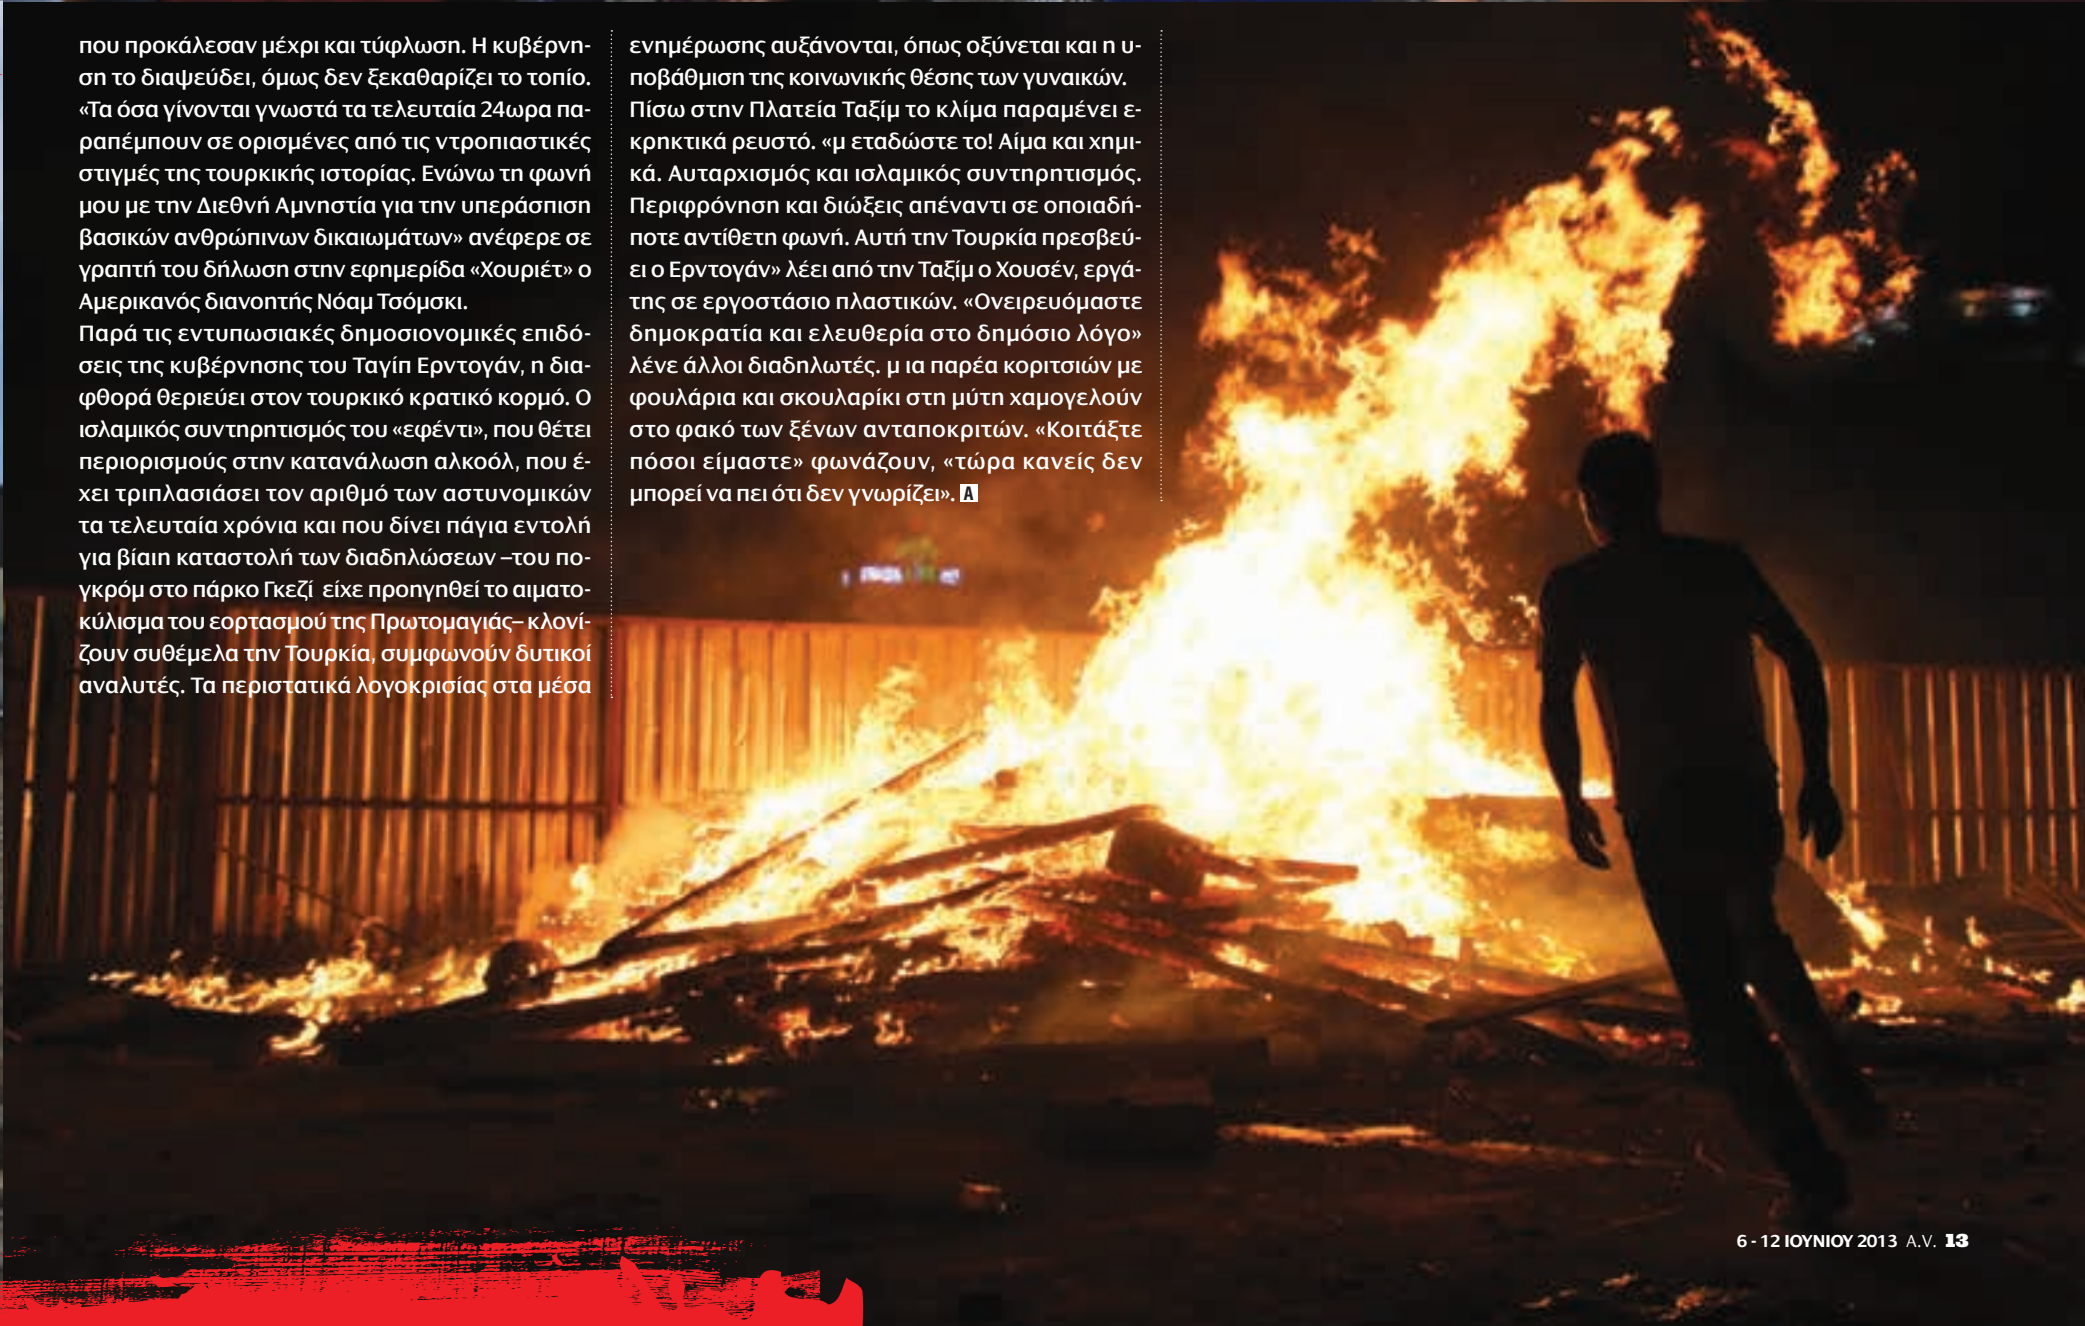 που προκάλεσαν μέχρι και τύφλωση. Η κυβέρνη-
ση το διαψεύδει, όμως δεν ξεκαθαρίζει το τοπίο.
«Τα όσα γίνονται γνωστά τα τελευταία 24ωρα πα-
ραπέμπουν σε ορισμένες από τις ντροπιαστικές
στιγμές της τουρκικής ιστορίας. Ενώνω τη φωνή
μου με την Διεθνή Αμνηστία για την υπεράσπιση
βασικών ανθρώπινων δικαιωμάτων» ανέφερε σε
γραπτή του δήλωση στην εφημερίδα «Χουριέτ» ο
Αμερικανός διανοητής Νόαμ Τσόμσκι.
Παρά τις εντυπωσιακές δημοσιονομικές επιδό-
σεις της κυβέρνησης του Ταγίπ Ερντογάν, η δια-
φθορά θεριεύει στον τουρκικό κρατικό κορμό. Ο
ισλαμικός συντηρητισμός του «εφέντι», που θέτει
περιορισμούς στην κατανάλωση αλκοόλ, που έ-
χει τριπλασιάσει τον αριθμό των αστυνομικών
τα τελευταία χρόνια και που δίνει πάγια εντολή
για βίαιη καταστολή των διαδηλώσεων –του πο-
γκρόμ στο πάρκο Γκεζί είχε προηγηθεί το αιματο-
κύλισμα του εορτασμού της Πρωτομαγιάς– κλονί-
ζουν συθέμελα την Τουρκία, συμφωνούν δυτικοί
αναλυτές. Τα περιστατικά λογοκρισίας στα μέσα
ενημέρωσης αυξάνονται, όπως οξύνεται και η υ-
ποβάθμιση της κοινωνικής θέσης των γυναικών.
Πίσω στην Πλατεία Ταξίμ το κλίμα παραμένει ε-
κρηκτικά ρευστό. «μ εταδώστε το! Αίμα και χημι-
κά. Αυταρχισμός και ισλαμικός συντηρητισμός.
Περιφρόνηση και διώξεις απέναντι σε οποιαδή-
ποτε αντίθετη φωνή. Αυτή την Τουρκία πρεσβεύ-
ει ο Ερντογάν» λέει από την Ταξίμ ο Χουσέν, εργά-
της σε εργοστάσιο πλαστικών. «Ονειρευόμαστε
δημοκρατία και ελευθερία στο δημόσιο λόγο»
λένε άλλοι διαδηλωτές. μ ια παρέα κοριτσιών με
φουλάρια και σκουλαρίκι στη μύτη χαμογελούν
στο φακό των ξένων ανταποκριτών. «Κοιτάξτε
πόσοι είμαστε» φωνάζουν, «τώρα κανείς δεν
μπορεί να πει ότι δεν γνωρίζει». A
6 - 12 ΙΟΥΝΙΟΥ 2013 A.V. 13